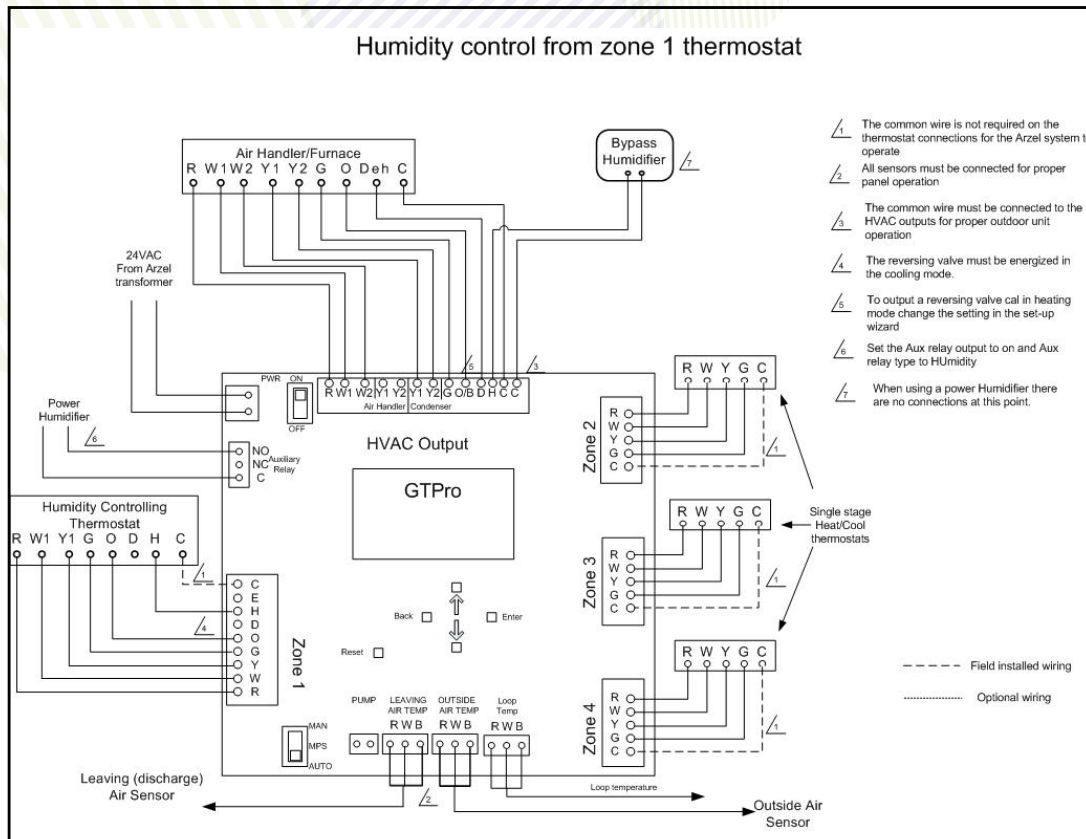 Humidity control from zone 1 thermostat
Air Handler/Furnace
R W1 W2 Y1 Y2 G O Deh C
Bypass
Humidifier
7
1 The common wire is not required on the
thermostat connections for the Arzel system t
operate
2 All sensors must be connected for proper
panel operation
3 The common wire must be connected to the
HVAC outputs for proper outdoor unit
operation
4 The reversing valve must be energized in
the cooling mode.
5 To output a reversing valve cal in heating
mode change the setting in the set-up
wizard
6 Set the Aux relay output to on and Aux
relay type to HUmidity
7 When using a power Humidifier there
are no connections at this point.
24VAC
From Arzel
transformer
PWR
ON
OFF
5
3
R W1 W2 Y1 Y2 Y1 Y2 G O/B D H C C
Air Handler Condenser
HVAC Output
GTPro
Power
Humidifier
6
NO
NC
C
Auxiliary
Relay
Humidity Controlling
Thermostat
R W1 Y1 G O D H C
1
4
C
E
H
D
O
G
Y
W
R
Zone 1
Back
Enter
Reset
MAN
MPS
AUTO
PUMP
LEAVING
AIR TEMP
R W B
OUTSIDE
AIR TEMP
R W B
Loop
Temp
R W B
2
Leaving (discharge)
Air Sensor
Loop temperature
Outside Air
Sensor
Zone 2
R
W
Y
G
C
R W Y G C
1
Zone 3
R
W
Y
G
C
R W Y G C
1
Zone 4
R
W
Y
G
C
R W Y G C
1
Single stage
Heat/Cool
thermostats
Field installed wiring
Optional wiring